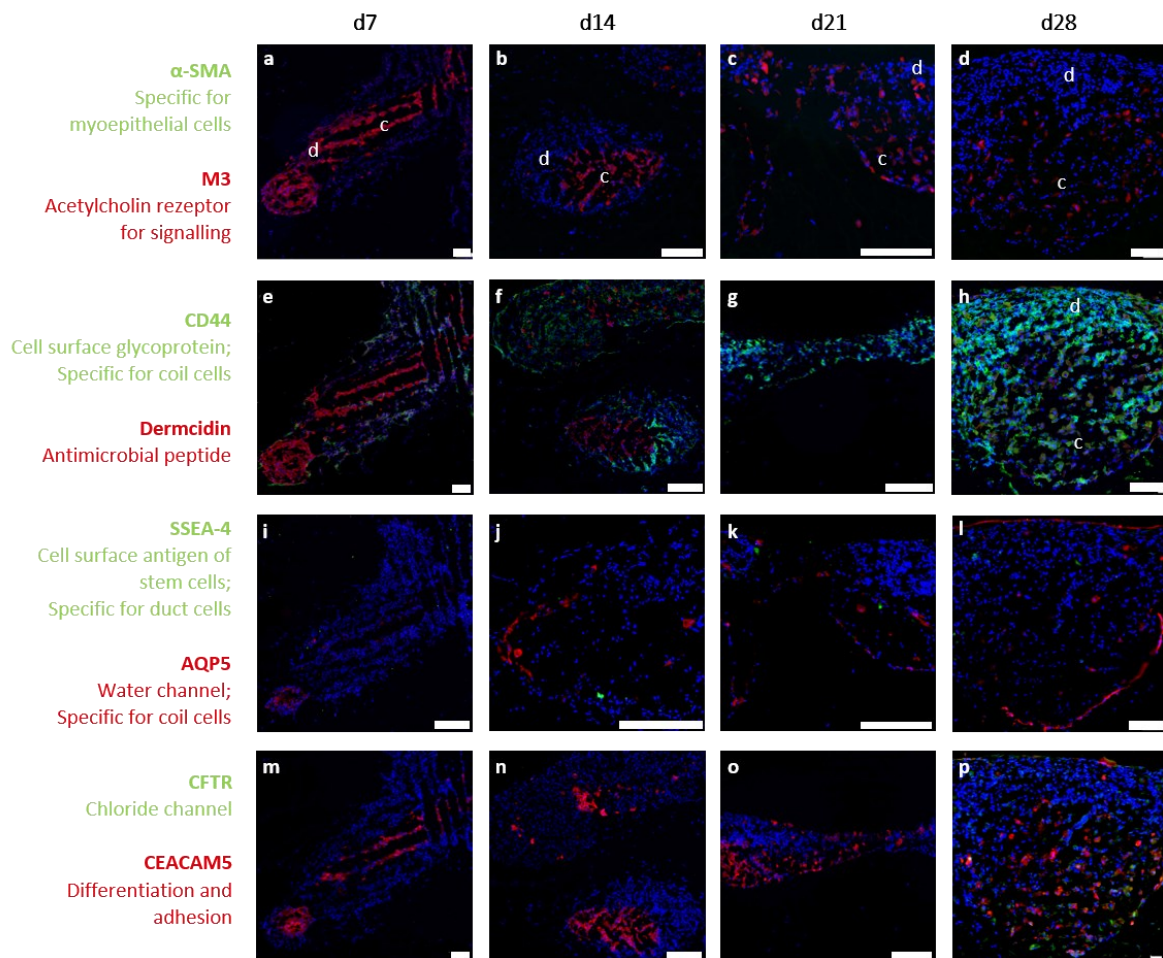 d7 d14 d21 d28
α-SMA
Specific for
myoepithelial cells
M3
Acetylcholin rezeptor
for signalling
a c d
b d c
c d c
d d c
CD44
Cell surface glycoprotein;
Specific for coil cells
Dermcidin
Antimicrobial peptide
e
f
g
h d c
SSEA-4
Cell surface antigen of
stem cells;
Specific for duct cells
AQP5
Water channel;
Specific for coil cells
i
j
k
l
CFTR
Chloride channel
CEACAM5
Differentiation and
adhesion
m
n
o
p